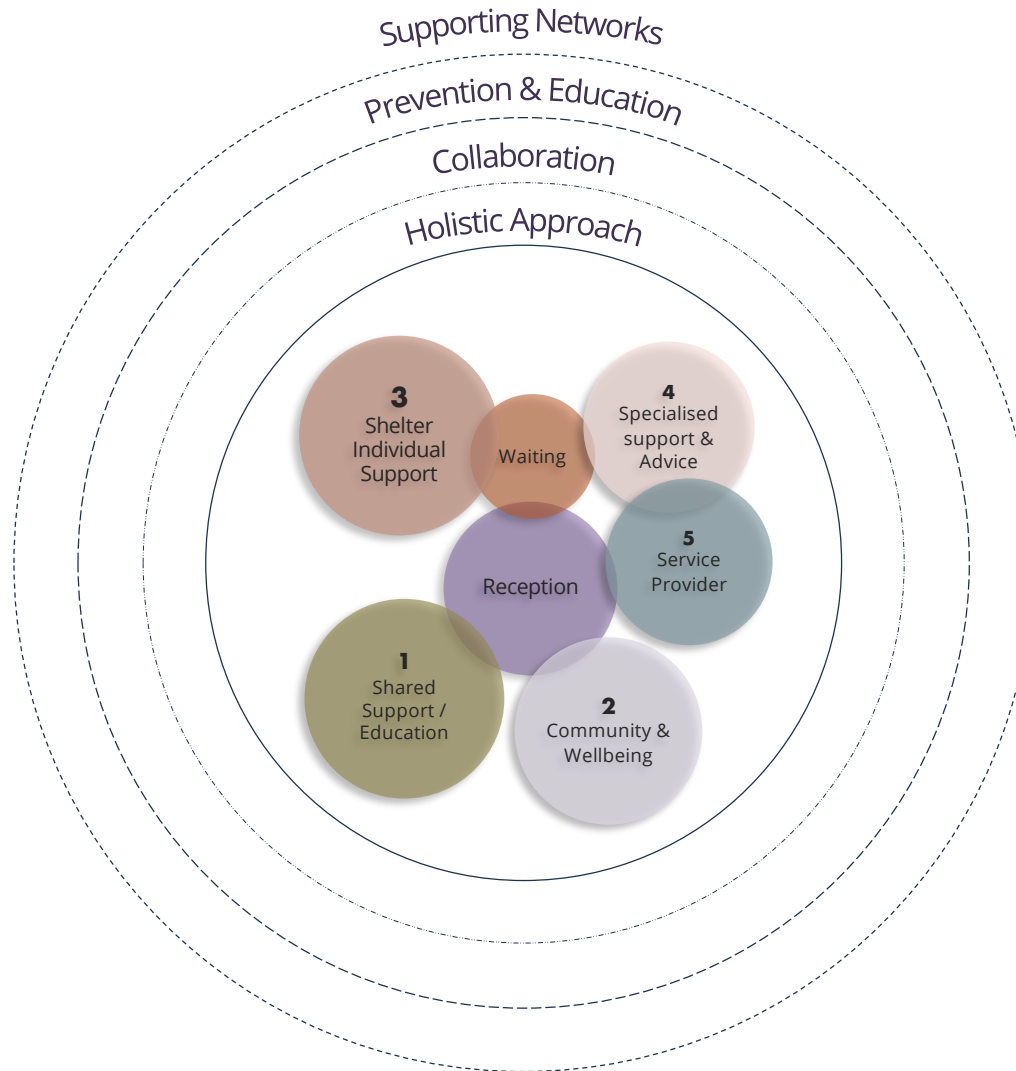 Supporting Networks
Prevention & Education
Collaboration
Holistic Approach
3
Shelter
Individual
Support
Waiting
4
Specialised
support &
Advice
5
Service
Provider
Reception
1
Shared
Support /
Education
2
Community &
Wellbeing